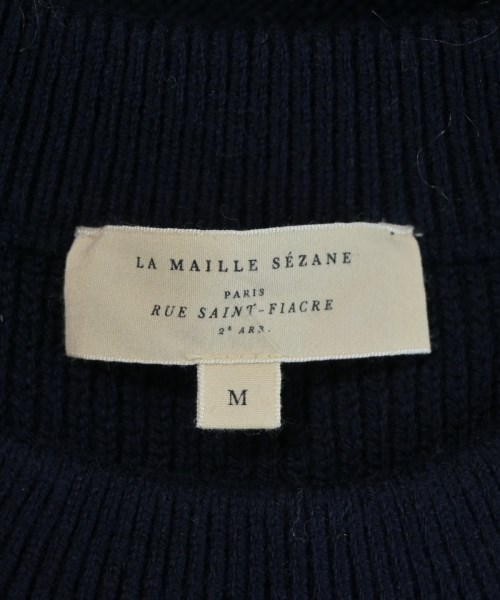 LA MAILLE SÉZANE
PARIS
RUE SAINT-FIACRE
2e ARR.
M